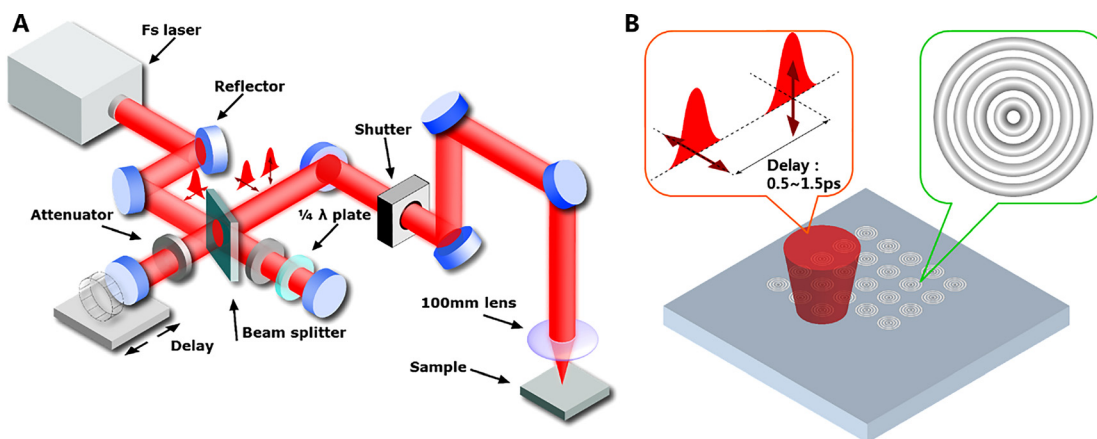 A
Fs laser
Reflector
Shutter
Attenuator
¼ λ plate
100mm lens
Beam splitter
Delay
Sample
B
Delay :
0.5~1.5ps